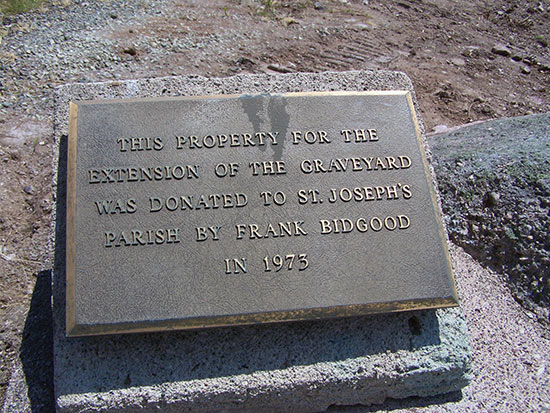 THIS PROPERTY FOR THE
EXTENSION OF THE GRAVEYARD
WAS DONATED TO ST. JOSEPH'S
PARISH BY FRANK BIDGOOD
IN 1973